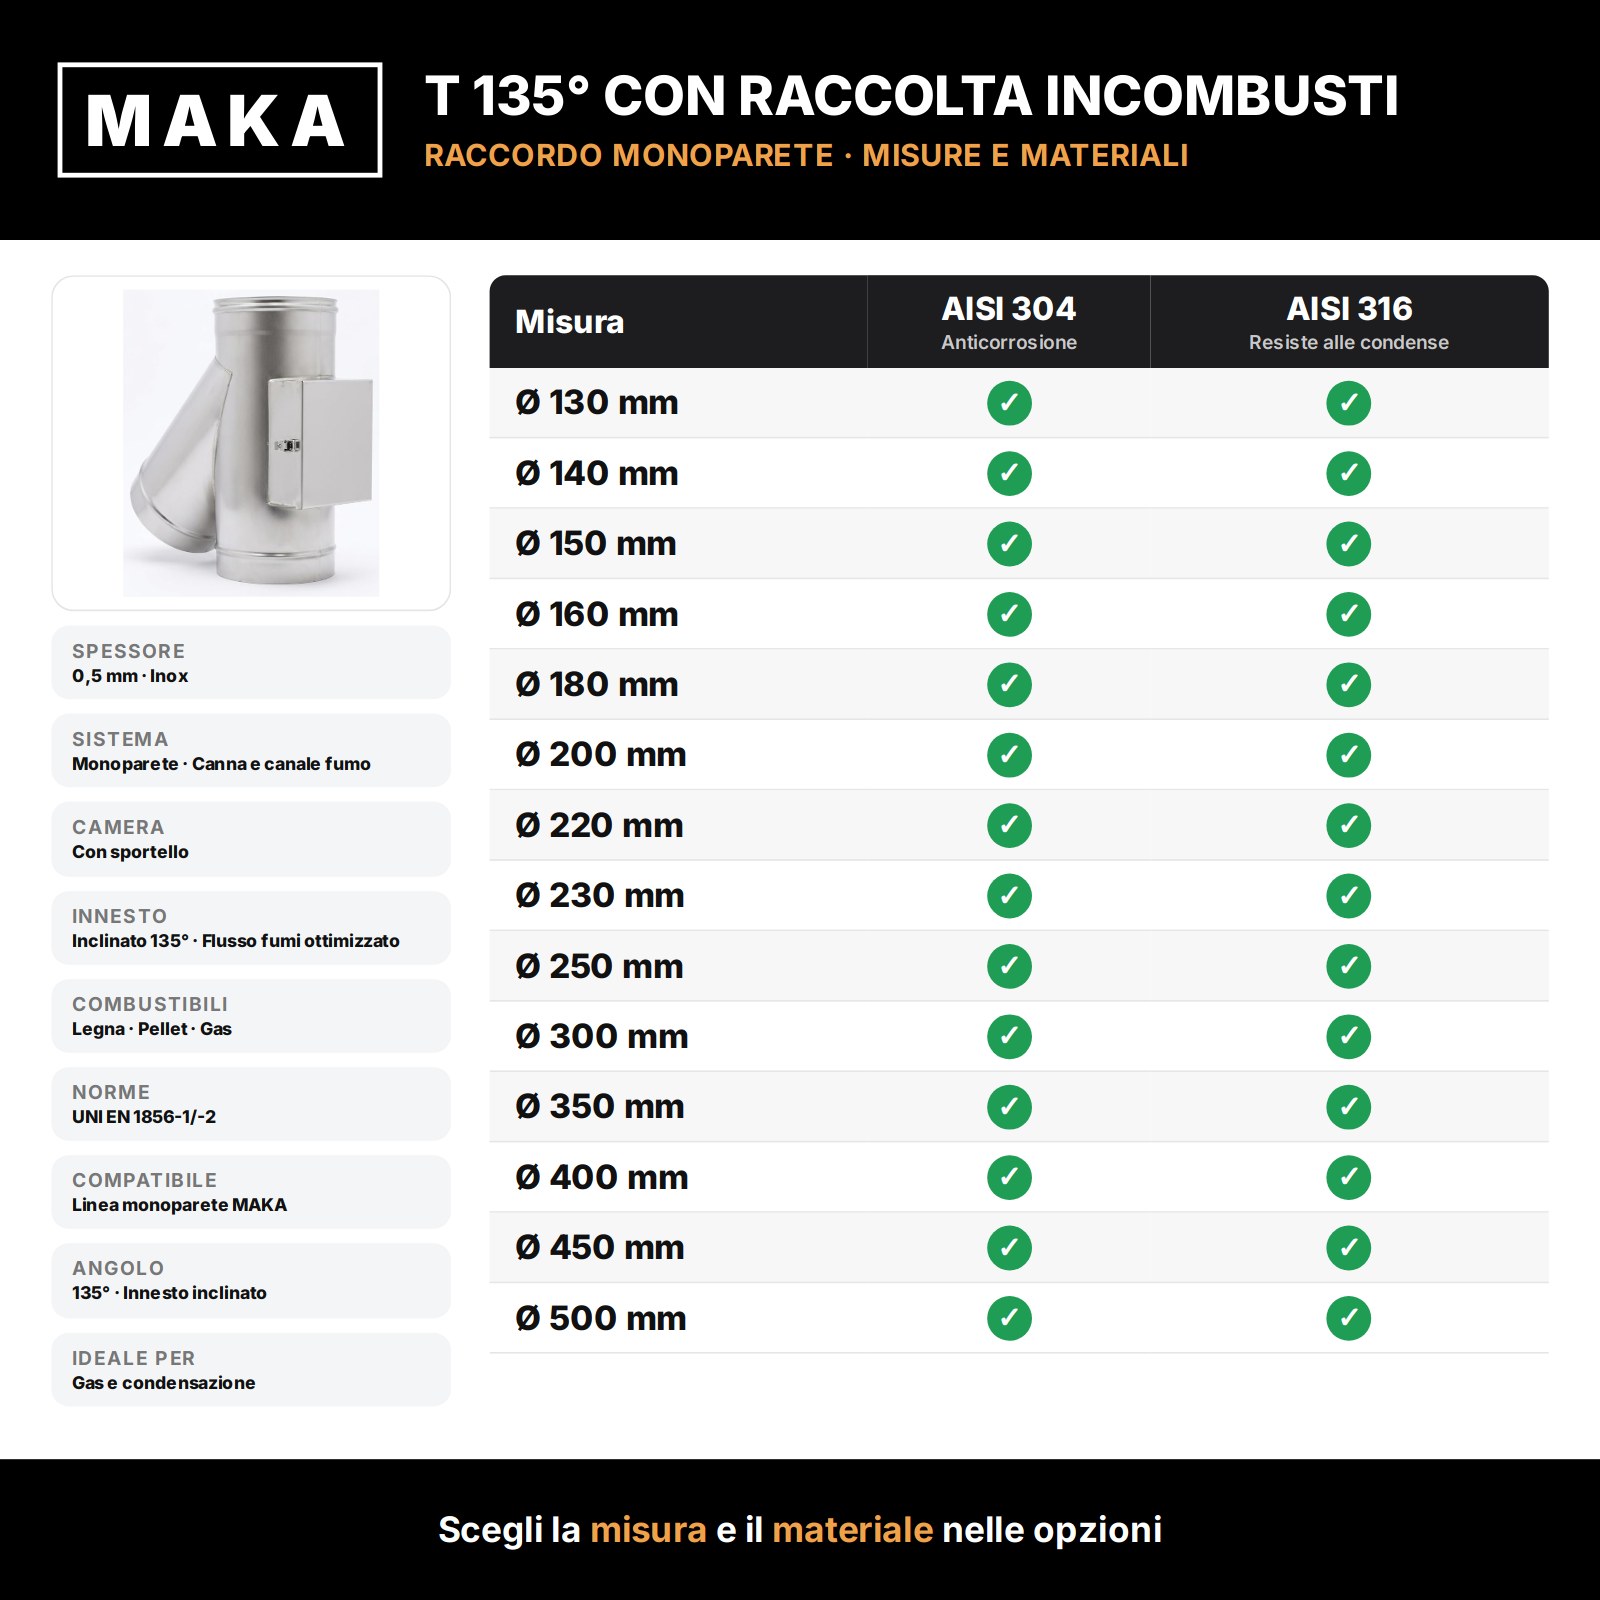 MAKA
T 135° CON RACCOLTA INCOMBUSTI
RACCORDO MONOPARETE · MISURE E MATERIALI
SPESSORE
0,5 mm · Inox
SISTEMA
Monoparete · Canna e canale fumo
CAMERA
Con sportello
INNESTO
Inclinato 135° · Flusso fumi ottimizzato
COMBUSTIBILI
Legna · Pellet · Gas
NORME
UNI EN 1856-1/-2
COMPATIBILE
Linea monoparete MAKA
ANGOLO
135° · Innesto inclinato
IDEALE PER
Gas e condensazione
Misura AISI 304 AISI 316
Anticorrosione Resiste alle condense
Ø 130 mm ✓ ✓
Ø 140 mm ✓ ✓
Ø 150 mm ✓ ✓
Ø 160 mm ✓ ✓
Ø 180 mm ✓ ✓
Ø 200 mm ✓ ✓
Ø 220 mm ✓ ✓
Ø 230 mm ✓ ✓
Ø 250 mm ✓ ✓
Ø 300 mm ✓ ✓
Ø 350 mm ✓ ✓
Ø 400 mm ✓ ✓
Ø 450 mm ✓ ✓
Ø 500 mm ✓ ✓
Scegli la misura e il materiale nelle opzioni